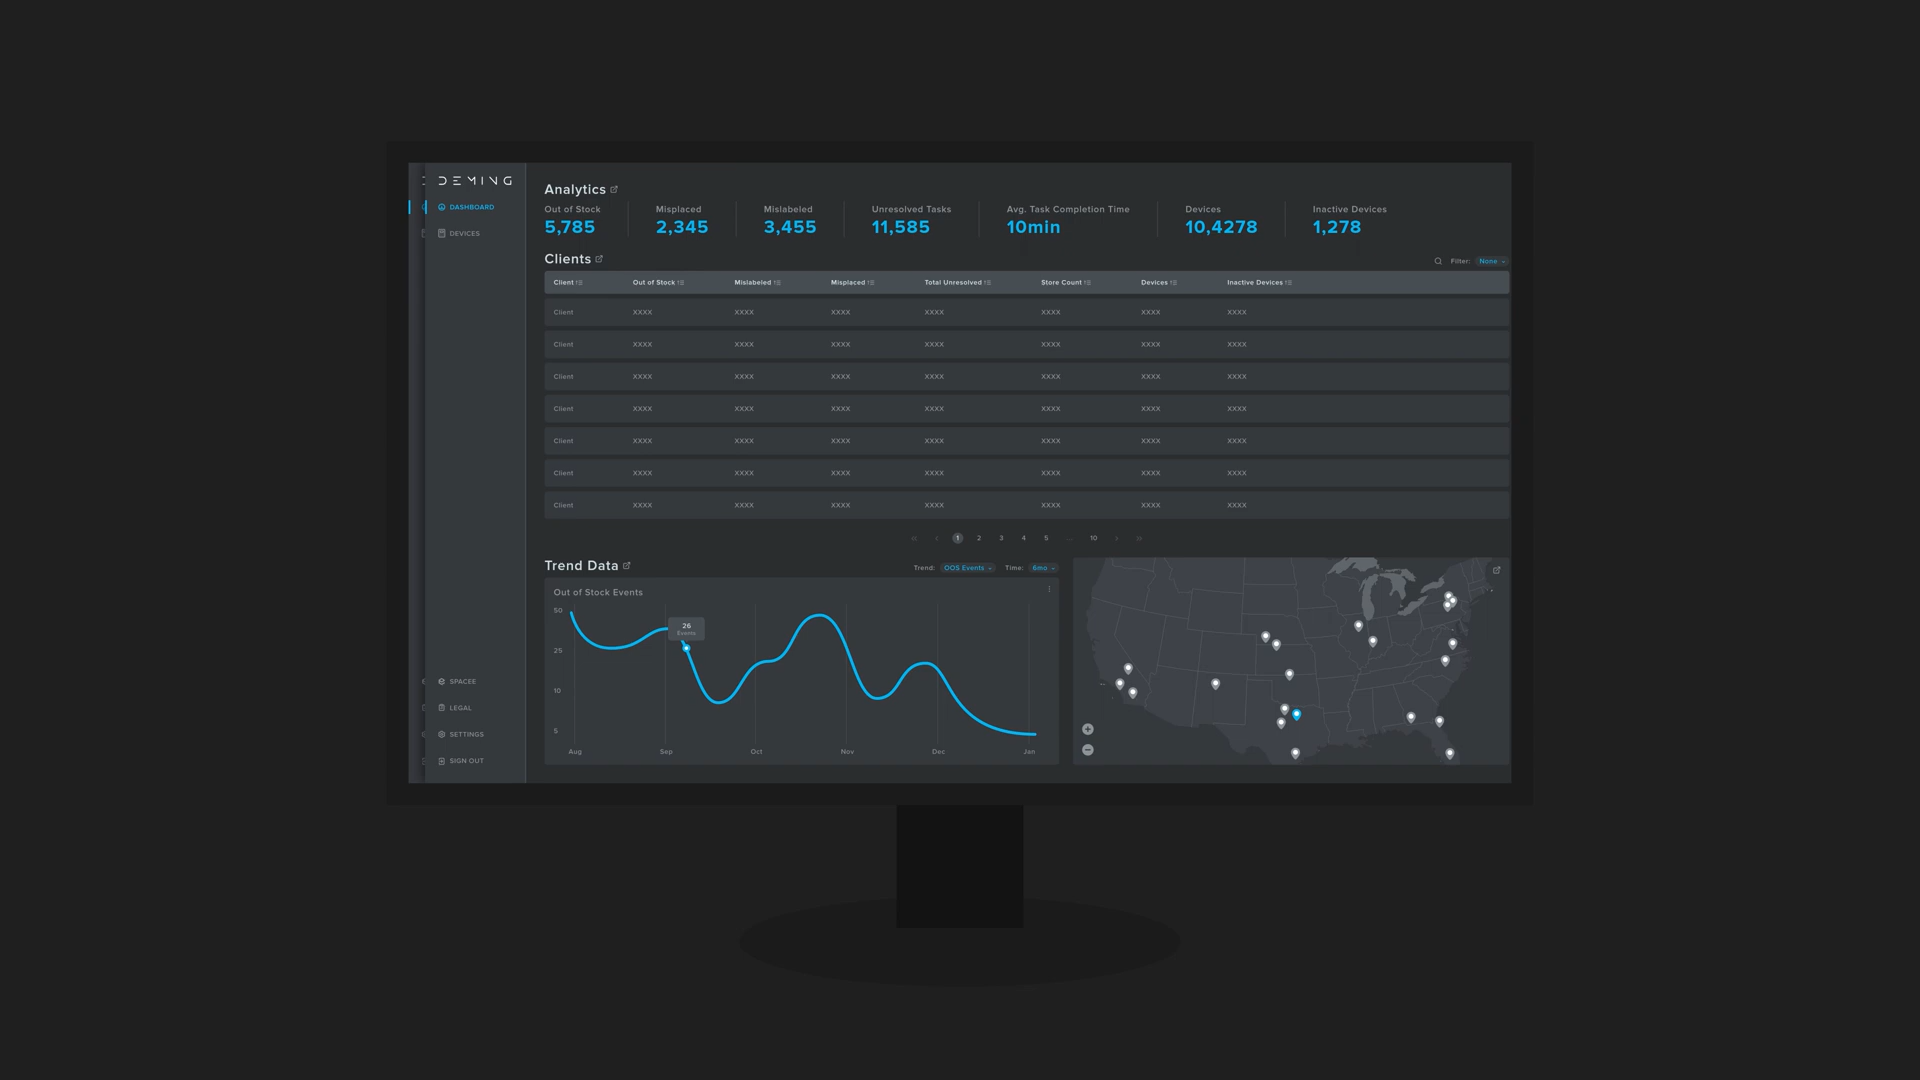 DEMING
DASHBOARD
DEVICES
SPACEE
LEGAL
SETTINGS
SIGN OUT
Analytics
Out of Stock Misplaced Mislabeled Unresolved Tasks Avg. Task Completion Time Devices Inactive Devices
5,785 2,345 3,455 11,585 10min 10,4278 1,278
Clients
Filter: None
Client Out of Stock Mislabeled Misplaced Total Unresolved Store Count Devices Inactive Devices
Client XXXX XXXX XXXX XXXX XXXX XXXX XXXX
Client XXXX XXXX XXXX XXXX XXXX XXXX XXXX
Client XXXX XXXX XXXX XXXX XXXX XXXX XXXX
Client XXXX XXXX XXXX XXXX XXXX XXXX XXXX
Client XXXX XXXX XXXX XXXX XXXX XXXX XXXX
Client XXXX XXXX XXXX XXXX XXXX XXXX XXXX
Client XXXX XXXX XXXX XXXX XXXX XXXX XXXX
« ‹ 1 2 3 4 5 ... 10 › »
Trend Data
Trend: OOS Events Time: 6mo
Out of Stock Events
50
26
Events
25
10
5
Aug Sep Oct Nov Dec Jan